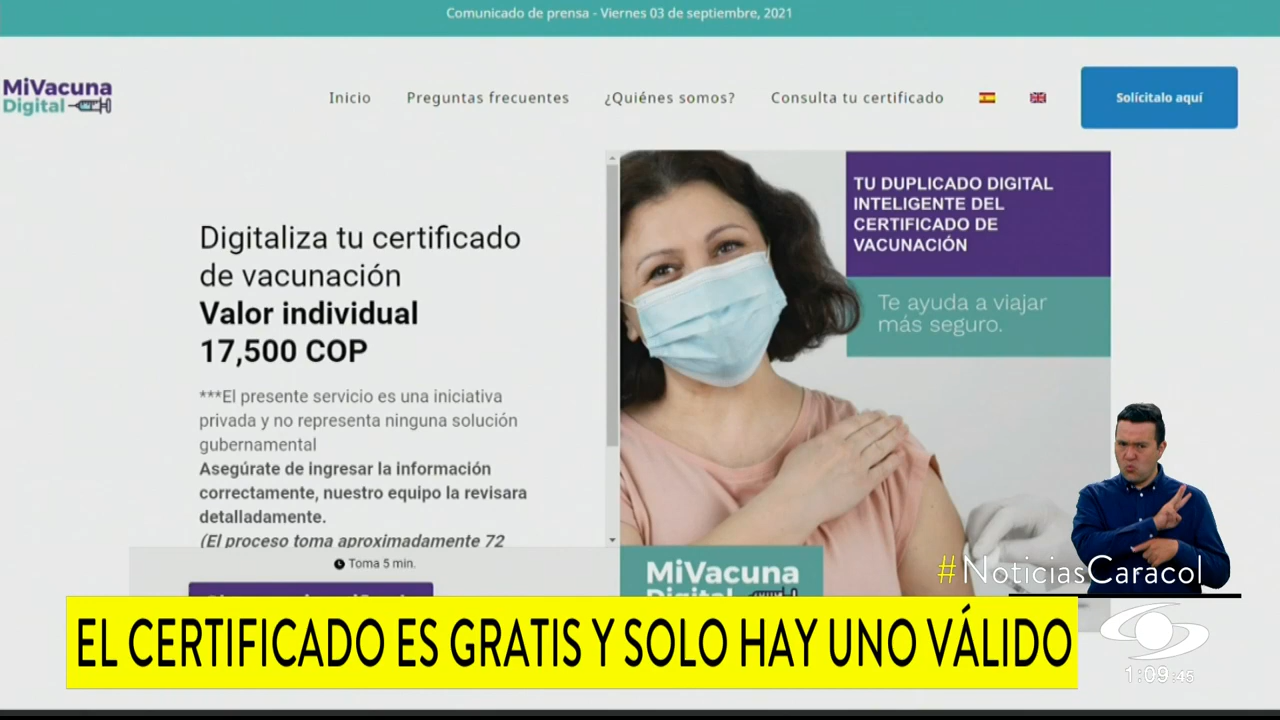 Comunicado de prensa - Viernes 03 de septiembre, 2021
MiVacuna
Digital
Inicio
Preguntas frecuentes
¿Quiénes somos?
Consulta tu certificado
Solícitalo aquí
Digitaliza tu certificado
de vacunación
Valor individual
17,500 COP
***El presente servicio es una iniciativa
privada y no representa ninguna solución
gubernamental
Asegúrate de ingresar la información
correctamente, nuestro equipo la revisara
detalladamente.
(El proceso toma aproximadamente 72
Toma 5 min.
TU DUPLICADO DIGITAL
INTELIGENTE DEL
CERTIFICADO DE
VACUNACIÓN
Te ayuda a viajar
más seguro.
MiVacuna
Digital
#NoticiasCaracol
EL CERTIFICADO ES GRATIS Y SOLO HAY UNO VÁLIDO
1:09:45